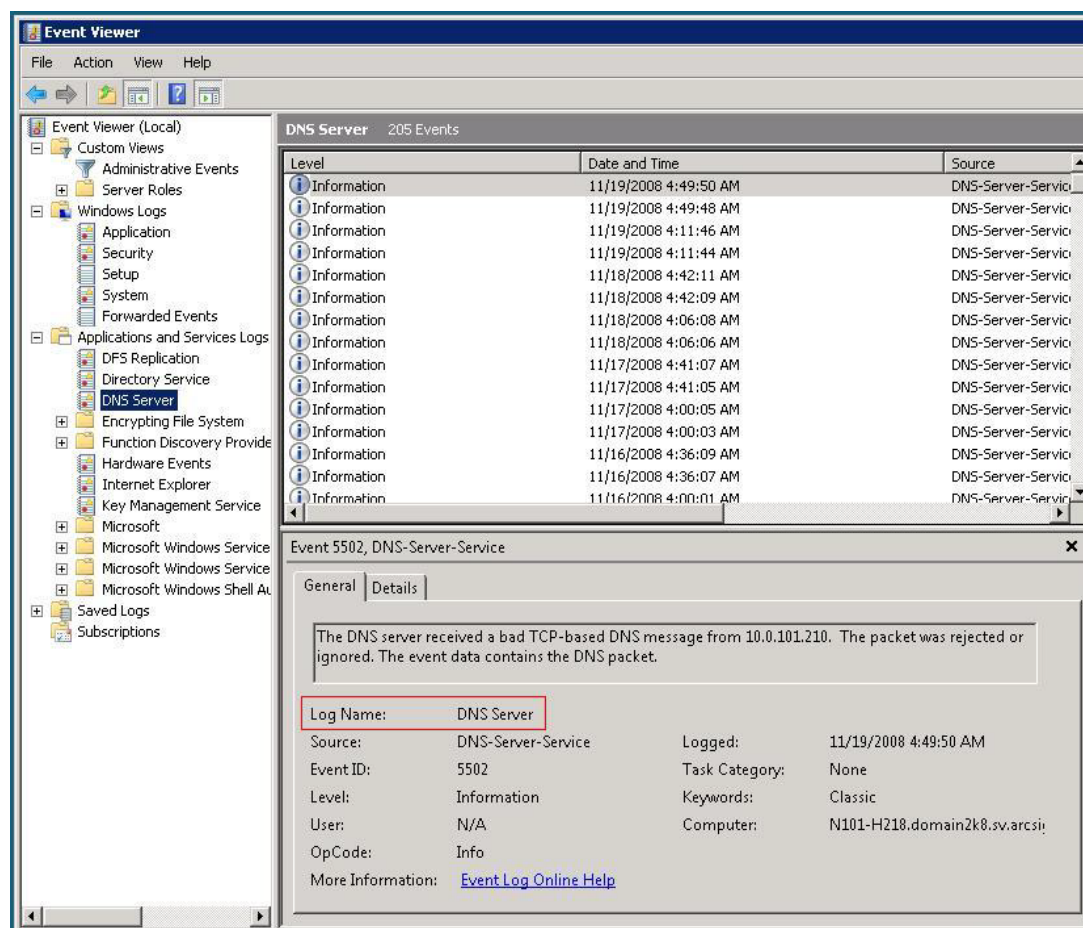 Event Viewer
File Action View Help
Event Viewer (Local)
Custom Views
Administrative Events
Server Roles
Windows Logs
Application
Security
Setup
System
Forwarded Events
Applications and Services Logs
DFS Replication
Directory Service
DNS Server
Encrypting File System
Function Discovery Provide
Hardware Events
Internet Explorer
Key Management Service
Microsoft
Microsoft Windows Service
Microsoft Windows Service
Microsoft Windows Shell Au
Saved Logs
Subscriptions
DNS Server 205 Events
Level Date and Time Source
Information 11/19/2008 4:49:50 AM DNS-Server-Servic
Information 11/19/2008 4:49:48 AM DNS-Server-Servic
Information 11/19/2008 4:11:46 AM DNS-Server-Servic
Information 11/19/2008 4:11:44 AM DNS-Server-Servic
Information 11/18/2008 4:42:11 AM DNS-Server-Servic
Information 11/18/2008 4:42:09 AM DNS-Server-Servic
Information 11/18/2008 4:06:08 AM DNS-Server-Servic
Information 11/18/2008 4:06:06 AM DNS-Server-Servic
Information 11/17/2008 4:41:07 AM DNS-Server-Servic
Information 11/17/2008 4:41:05 AM DNS-Server-Servic
Information 11/17/2008 4:00:05 AM DNS-Server-Servic
Information 11/17/2008 4:00:03 AM DNS-Server-Servic
Information 11/16/2008 4:36:09 AM DNS-Server-Servic
Information 11/16/2008 4:36:07 AM DNS-Server-Servic
Information 11/16/2008 4:00:01 AM DNS-Server-Servic
Event 5502, DNS-Server-Service
General Details
The DNS server received a bad TCP-based DNS message from 10.0.101.210. The packet was rejected or
ignored. The event data contains the DNS packet.
Log Name: DNS Server
Source: DNS-Server-Service Logged: 11/19/2008 4:49:50 AM
Event ID: 5502 Task Category: None
Level: Information Keywords: Classic
User: N/A Computer: N101-H218.domain2k8.sv.arcsi
OpCode: Info
More Information: Event Log Online Help